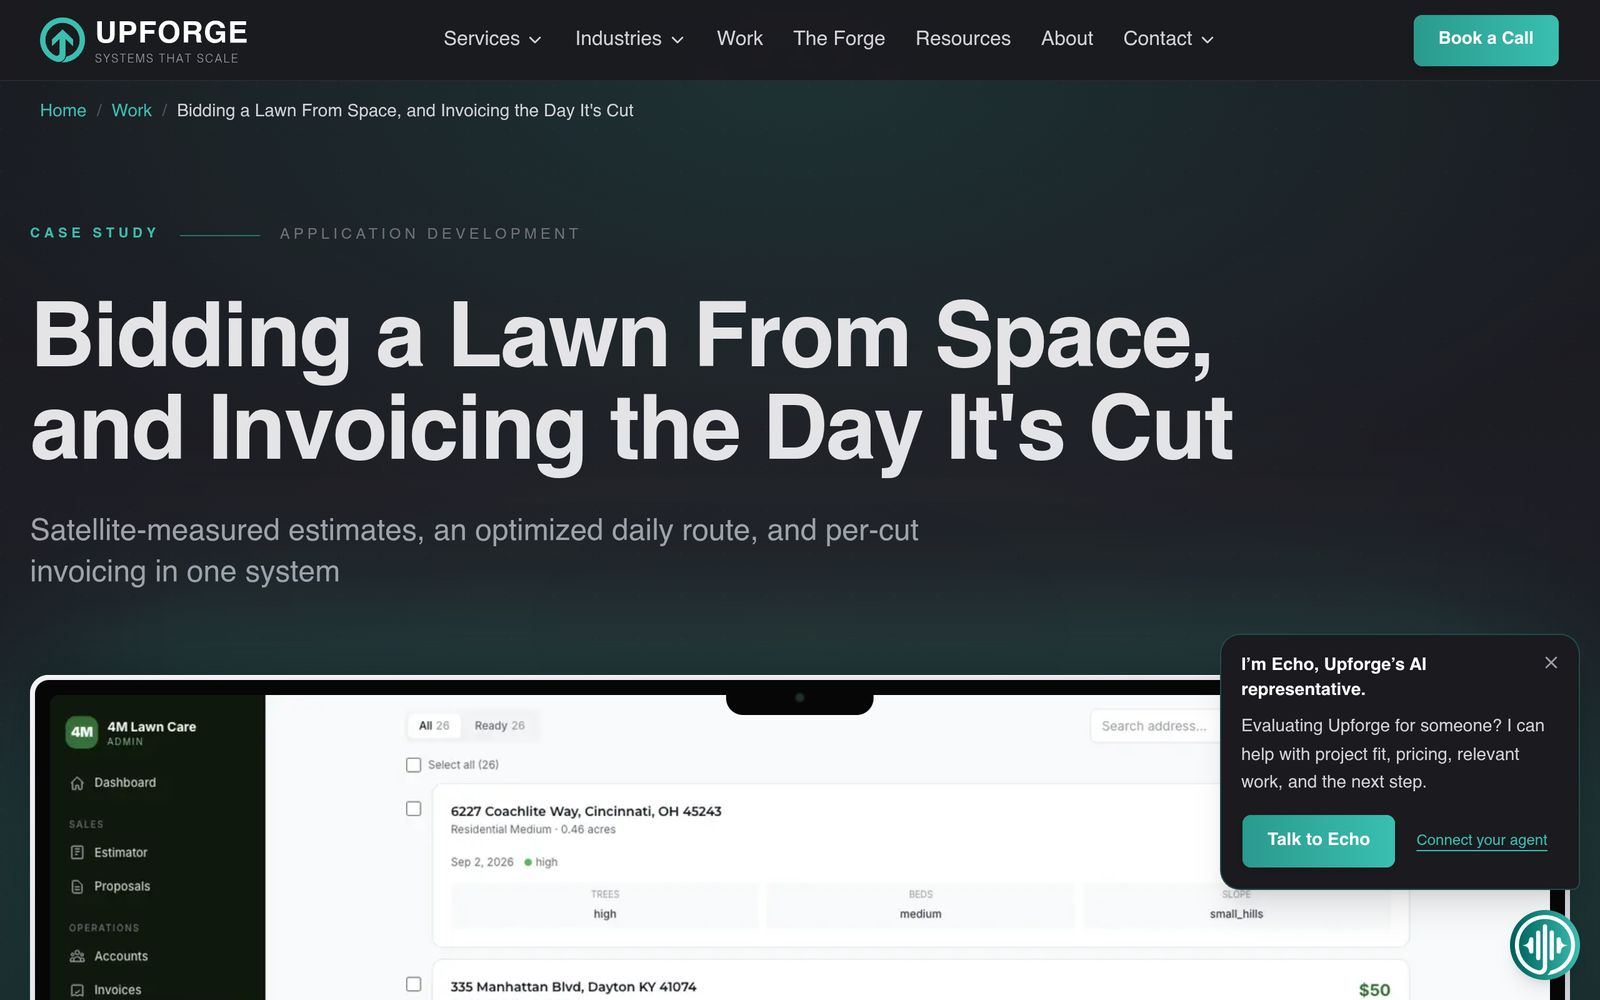 UPFORGE
SYSTEMS THAT SCALE
Services
Industries
Work
The Forge
Resources
About
Contact
Book a Call
Home / Work / Bidding a Lawn From Space, and Invoicing the Day It's Cut
CASE STUDY
APPLICATION DEVELOPMENT
Bidding a Lawn From Space,
and Invoicing the Day It's Cut
Satellite-measured estimates, an optimized daily route, and per-cut
invoicing in one system
4M
4M Lawn Care
ADMIN
Dashboard
SALES
Estimator
Proposals
OPERATIONS
Accounts
Invoices
All 26
Ready 26
Search address...
Select all (26)
6227 Coachlite Way, Cincinnati, OH 45243
Residential Medium · 0.46 acres
Sep 2, 2026
high
TREES
high
BEDS
medium
SLOPE
small_hills
335 Manhattan Blvd, Dayton KY 41074
$50
I’m Echo, Upforge’s AI
representative.
Evaluating Upforge for someone? I can
help with project fit, pricing, relevant
work, and the next step.
Talk to Echo
Connect your agent